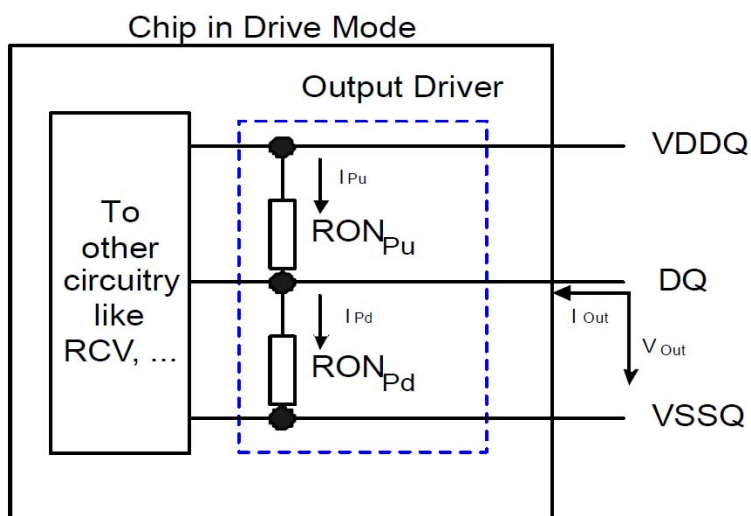 Chip in Drive Mode
Output Driver
VDDQ
I Pu
To
other
circuitry
like
RCV, ...
RON Pu
DQ
I Pd
I Out
V Out
RON Pd
VSSQ